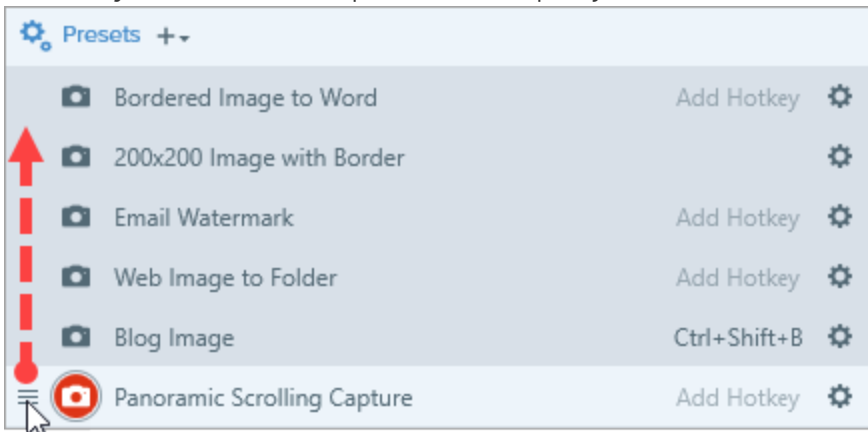 Presets
Bordered Image to Word Add Hotkey
200x200 Image with Border
Email Watermark Add Hotkey
Web Image to Folder Add Hotkey
Blog Image Ctrl+Shift+B
Panoramic Scrolling Capture Add Hotkey